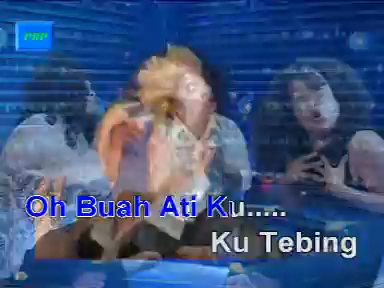 PRP
Oh Buah Ati Ku.....
Ku Tebing